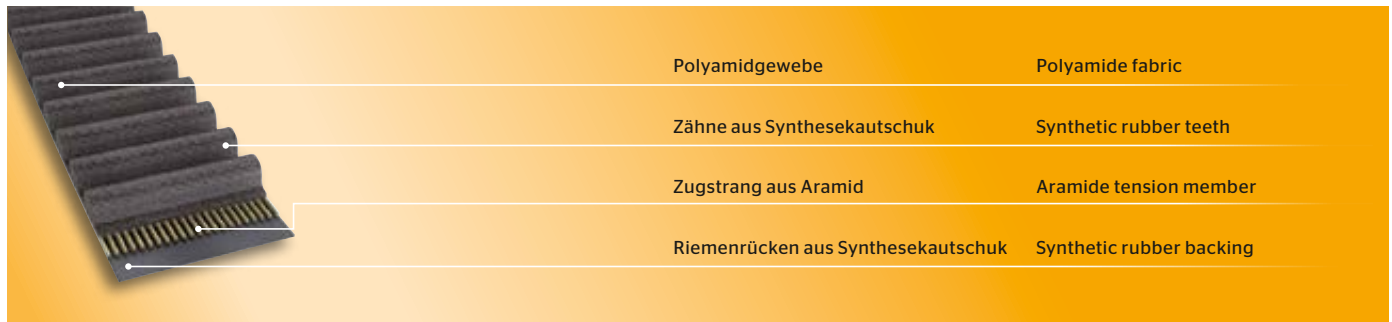 Polyamidgewebe Polyamide fabric
Zähne aus Synthesekautschuk Synthetic rubber teeth
Zugstrang aus Aramid Aramide tension member
Riemenrücken aus Synthesekautschuk Synthetic rubber backing